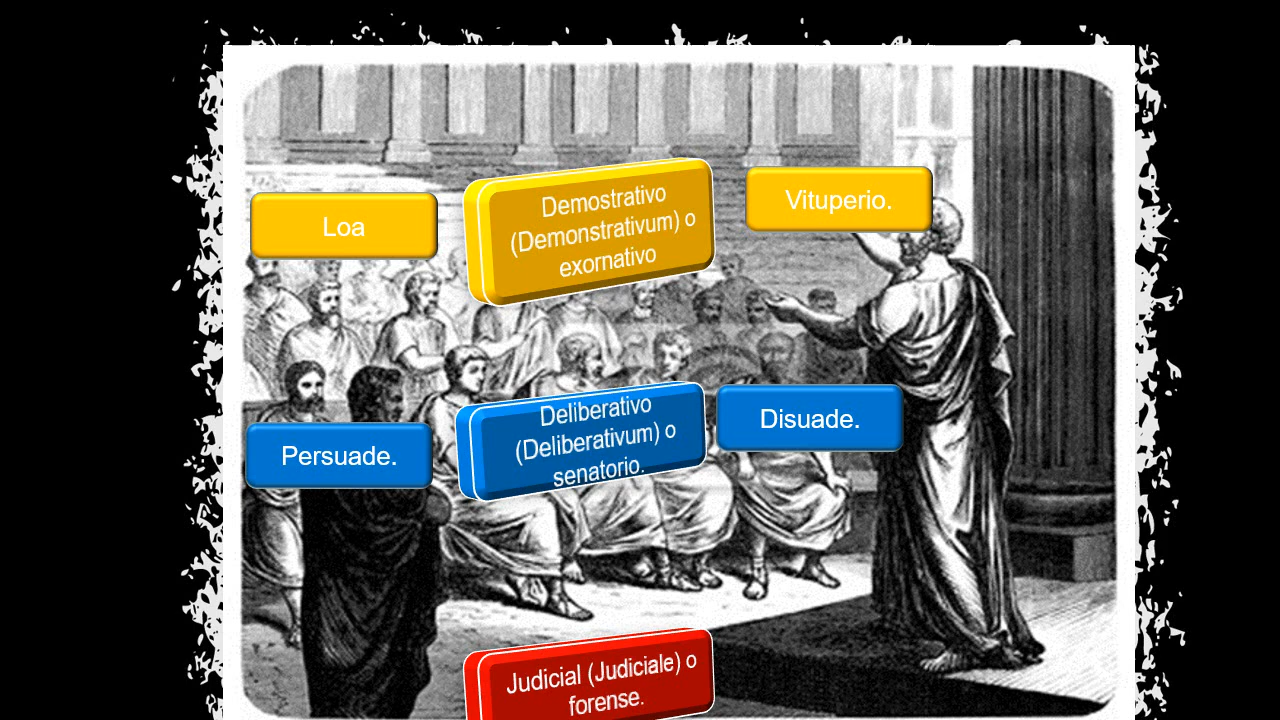 Loa
Demostrativo
(Demonstrativum) o
exornativo
Vituperio.
Persuade.
Deliberativo
(Deliberativum) o
senatorio.
Disuade.
Judicial (Judiciale) o
forense.